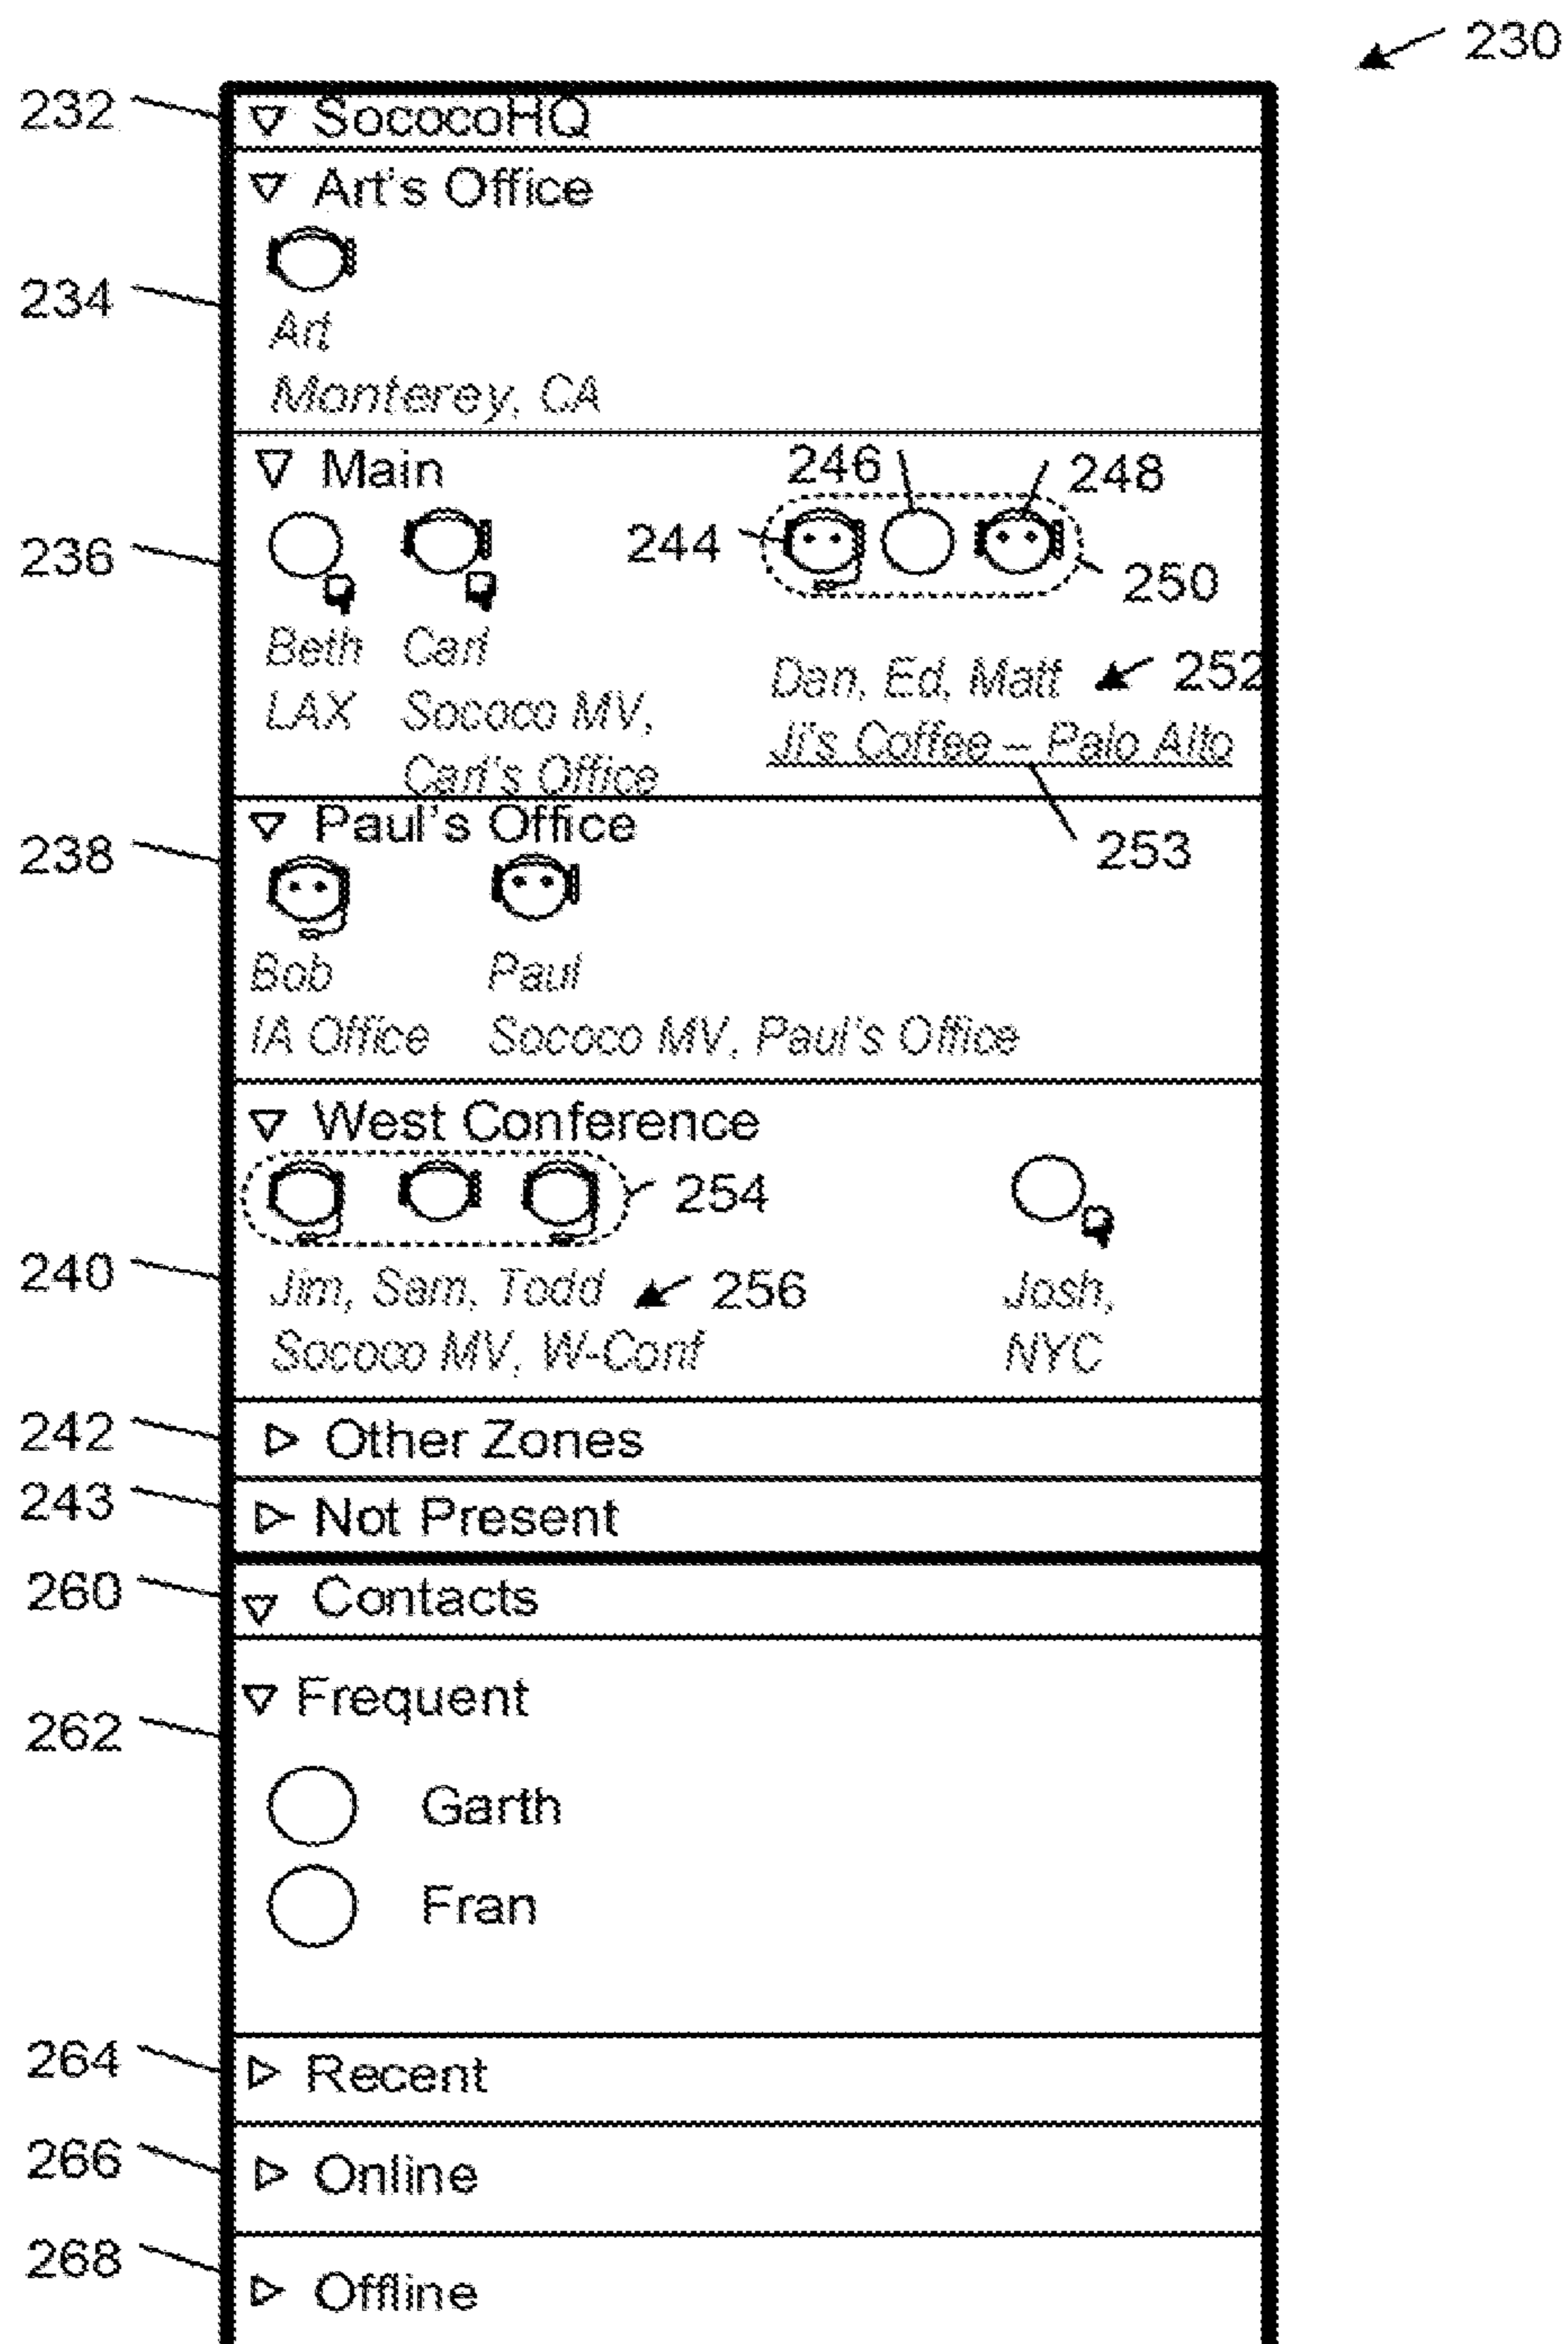 230
232 SococoHQ
Art's Office
234
Art
Monterey, CA
Main 246 248
236 244 250
Beth Carl Dan, Ed, Matt 252
LAX Sococo MV, Ji's Coffee – Palo Alto
Carl's Office
Paul's Office
238 253
Bob Paul
IA Office Sococo MV, Paul's Office
West Conference
254
240 Jim, Sam, Todd 256 Josh,
Sococo MV, W-Conf NYC
242 Other Zones
243 Not Present
260 Contacts
Frequent
262
Garth
Fran
264 Recent
266 Online
268 Offline